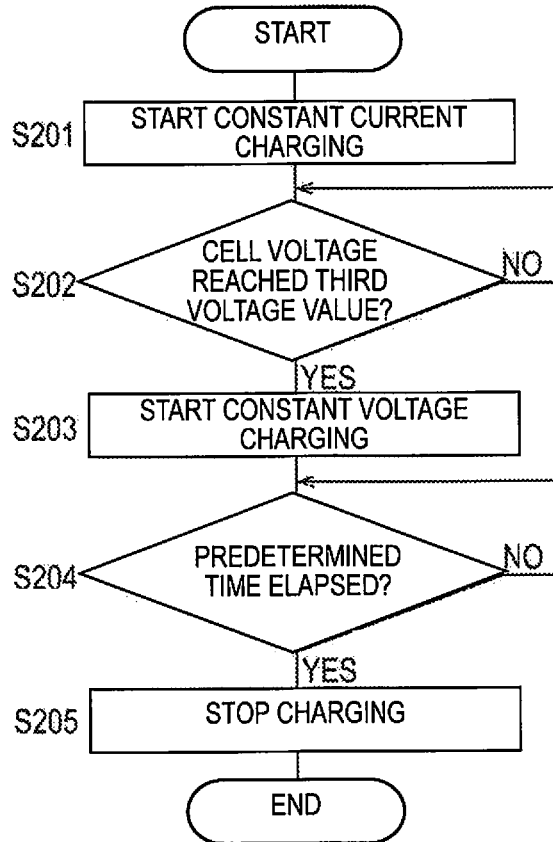 START
S201
START CONSTANT CURRENT
CHARGING
S202
CELL VOLTAGE
REACHED THIRD
VOLTAGE VALUE?
NO
YES
S203
START CONSTANT VOLTAGE
CHARGING
S204
PREDETERMINED
TIME ELAPSED?
NO
YES
S205
STOP CHARGING
END